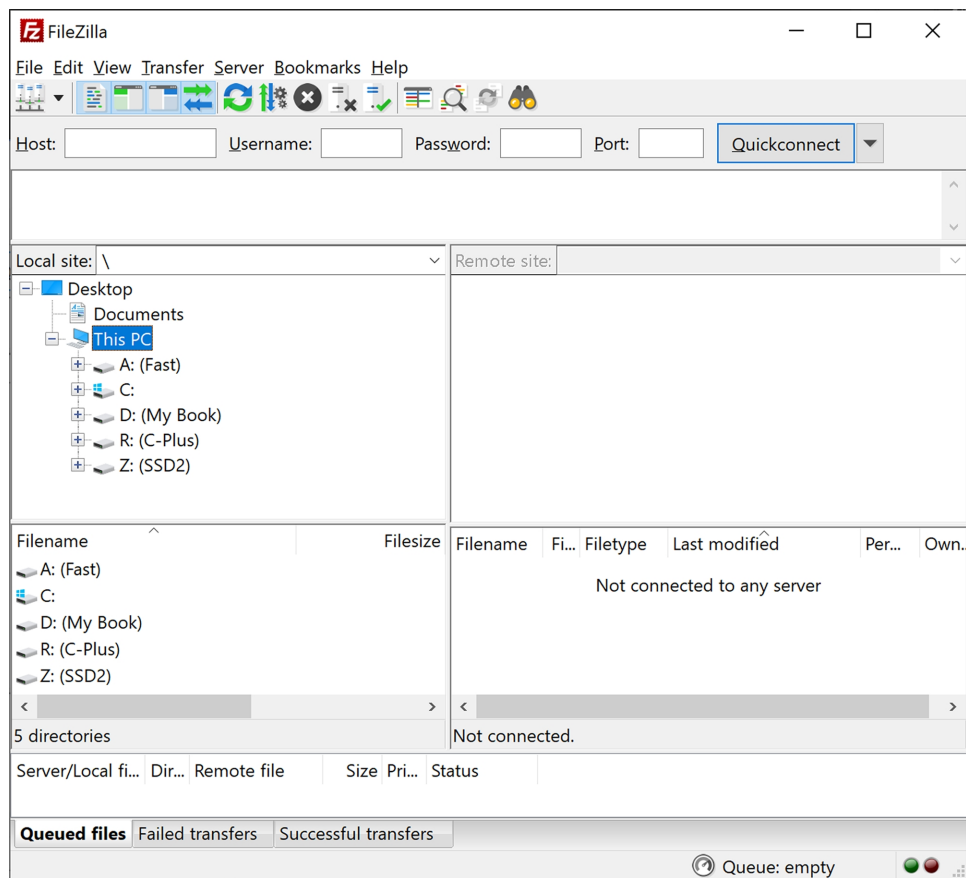 FileZilla
File Edit View Transfer Server Bookmarks Help
Host: Username: Password: Port: Quickconnect
Local site: \
Remote site:
Desktop
Documents
This PC
A: (Fast)
C:
D: (My Book)
R: (C-Plus)
Z: (SSD2)
Filename Filesize
A: (Fast)
C:
D: (My Book)
R: (C-Plus)
Z: (SSD2)
5 directories
Filename Fi... Filetype Last modified Per... Own..
Not connected to any server
Not connected.
Server/Local fi... Dir... Remote file Size Pri... Status
Queued files Failed transfers Successful transfers
Queue: empty